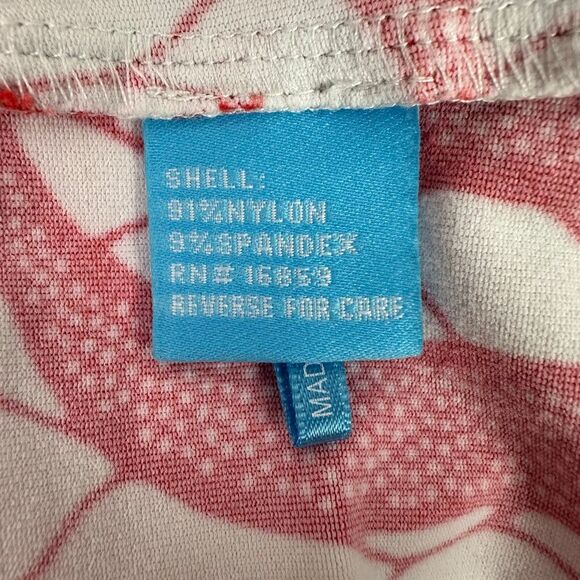 SHELL:
91%NYLON
9%SPANDEX
RN# 16859
REVERSE FOR CARE
MAD